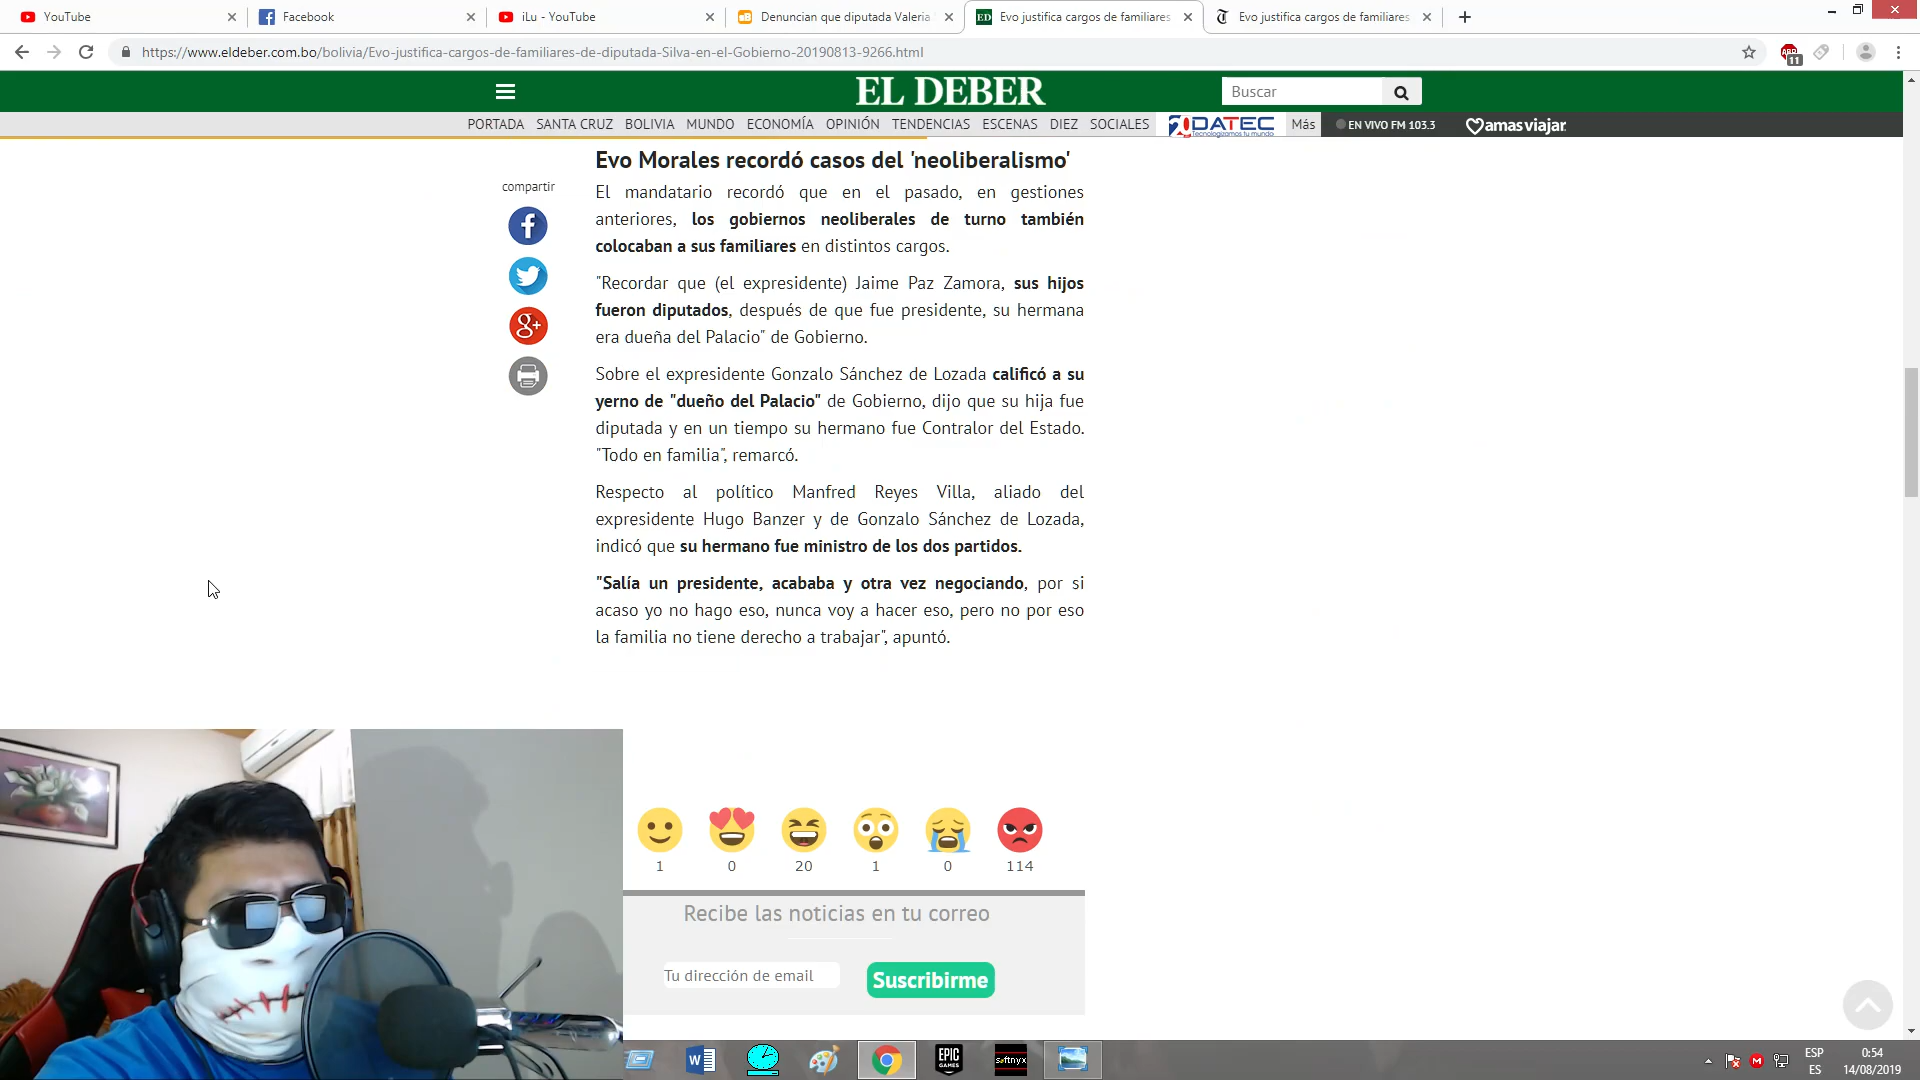 YouTube
Facebook
iLu - YouTube
Denuncian que diputada Valeria
Evo justifica cargos de familiares
Evo justifica cargos de familiares
https://www.eldeber.com.bo/bolivia/Evo-justifica-cargos-de-familiares-de-diputada-Silva-en-el-Gobierno-20190813-9266.html
11
EL DEBER
Buscar
PORTADA SANTA CRUZ BOLIVIA MUNDO ECONOMÍA OPINIÓN TENDENCIAS ESCENAS DIEZ SOCIALES
20 DATEC
Tecnologizamos tu mundo
Más
EN VIVO FM 103.3
amasviajar.
Evo Morales recordó casos del 'neoliberalismo'
compartir
El mandatario recordó que en el pasado, en gestiones
anteriores, los gobiernos neoliberales de turno también
colocaban a sus familiares en distintos cargos.
"Recordar que (el expresidente) Jaime Paz Zamora, sus hijos
fueron diputados, después de que fue presidente, su hermana
era dueña del Palacio" de Gobierno.
Sobre el expresidente Gonzalo Sánchez de Lozada calificó a su
yerno de "dueño del Palacio" de Gobierno, dijo que su hija fue
diputada y en un tiempo su hermano fue Contralor del Estado.
"Todo en familia", remarcó.
Respecto al político Manfred Reyes Villa, aliado del
expresidente Hugo Banzer y de Gonzalo Sánchez de Lozada,
indicó que su hermano fue ministro de los dos partidos.
"Salía un presidente, acababa y otra vez negociando, por si
acaso yo no hago eso, nunca voy a hacer eso, pero no por eso
la familia no tiene derecho a trabajar", apuntó.
1 0 20 1 0 114
Recibe las noticias en tu correo
Tu dirección de email
Suscribirme
EPIC
GAMES
softnyx
ESP
ES
0:54
14/08/2019